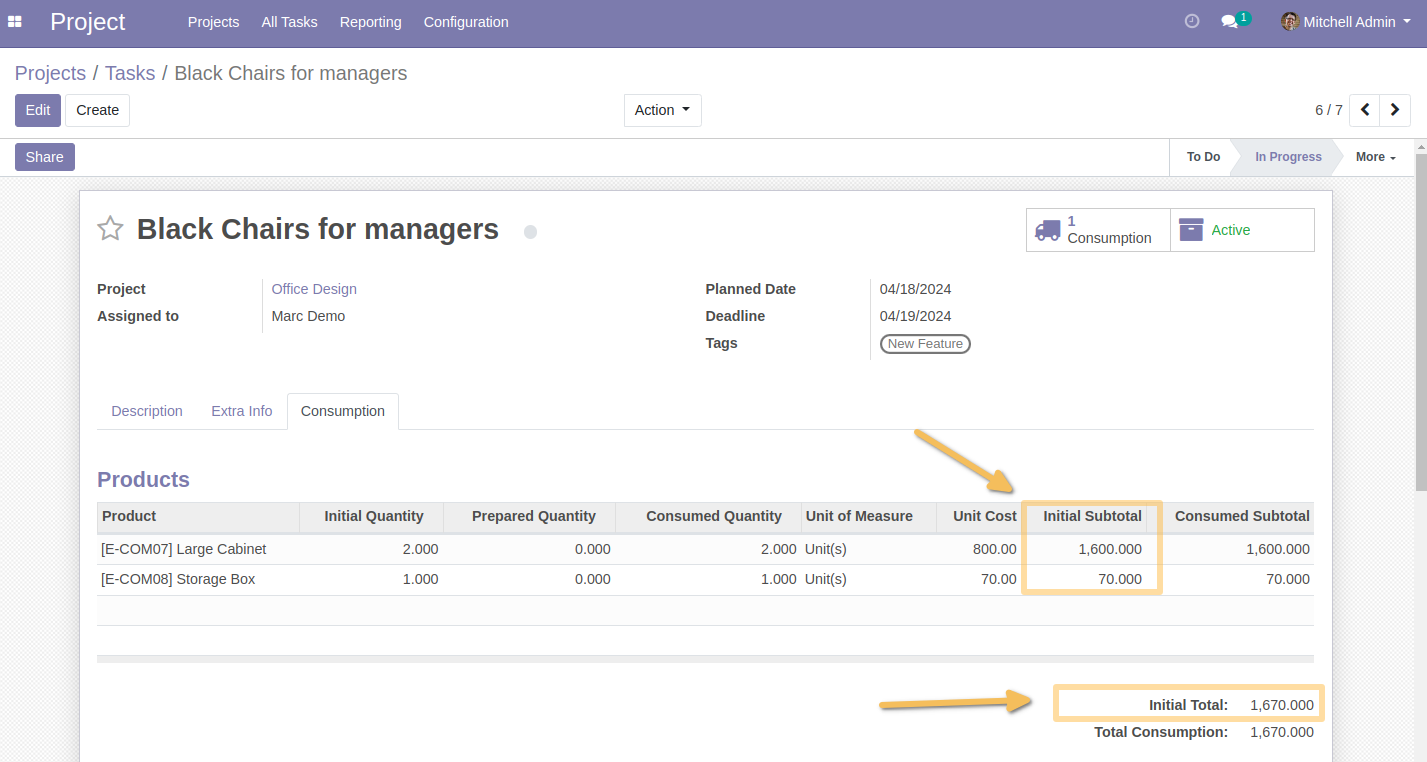 Project Projects All Tasks Reporting Configuration 1 Mitchell Admin
Projects / Tasks / Black Chairs for managers
Edit Create Action 6 / 7
Share To Do In Progress More
Black Chairs for managers 1 Consumption Active
Project Office Design Planned Date 04/18/2024
Assigned to Marc Demo Deadline 04/19/2024
Tags New Feature
Description Extra Info Consumption
Products
Product Initial Quantity Prepared Quantity Consumed Quantity Unit of Measure Unit Cost Initial Subtotal Consumed Subtotal
[E-COM07] Large Cabinet 2.000 0.000 2.000 Unit(s) 800.00 1,600.000 1,600.000
[E-COM08] Storage Box 1.000 0.000 1.000 Unit(s) 70.00 70.000 70.000
Initial Total: 1,670.000
Total Consumption: 1,670.000